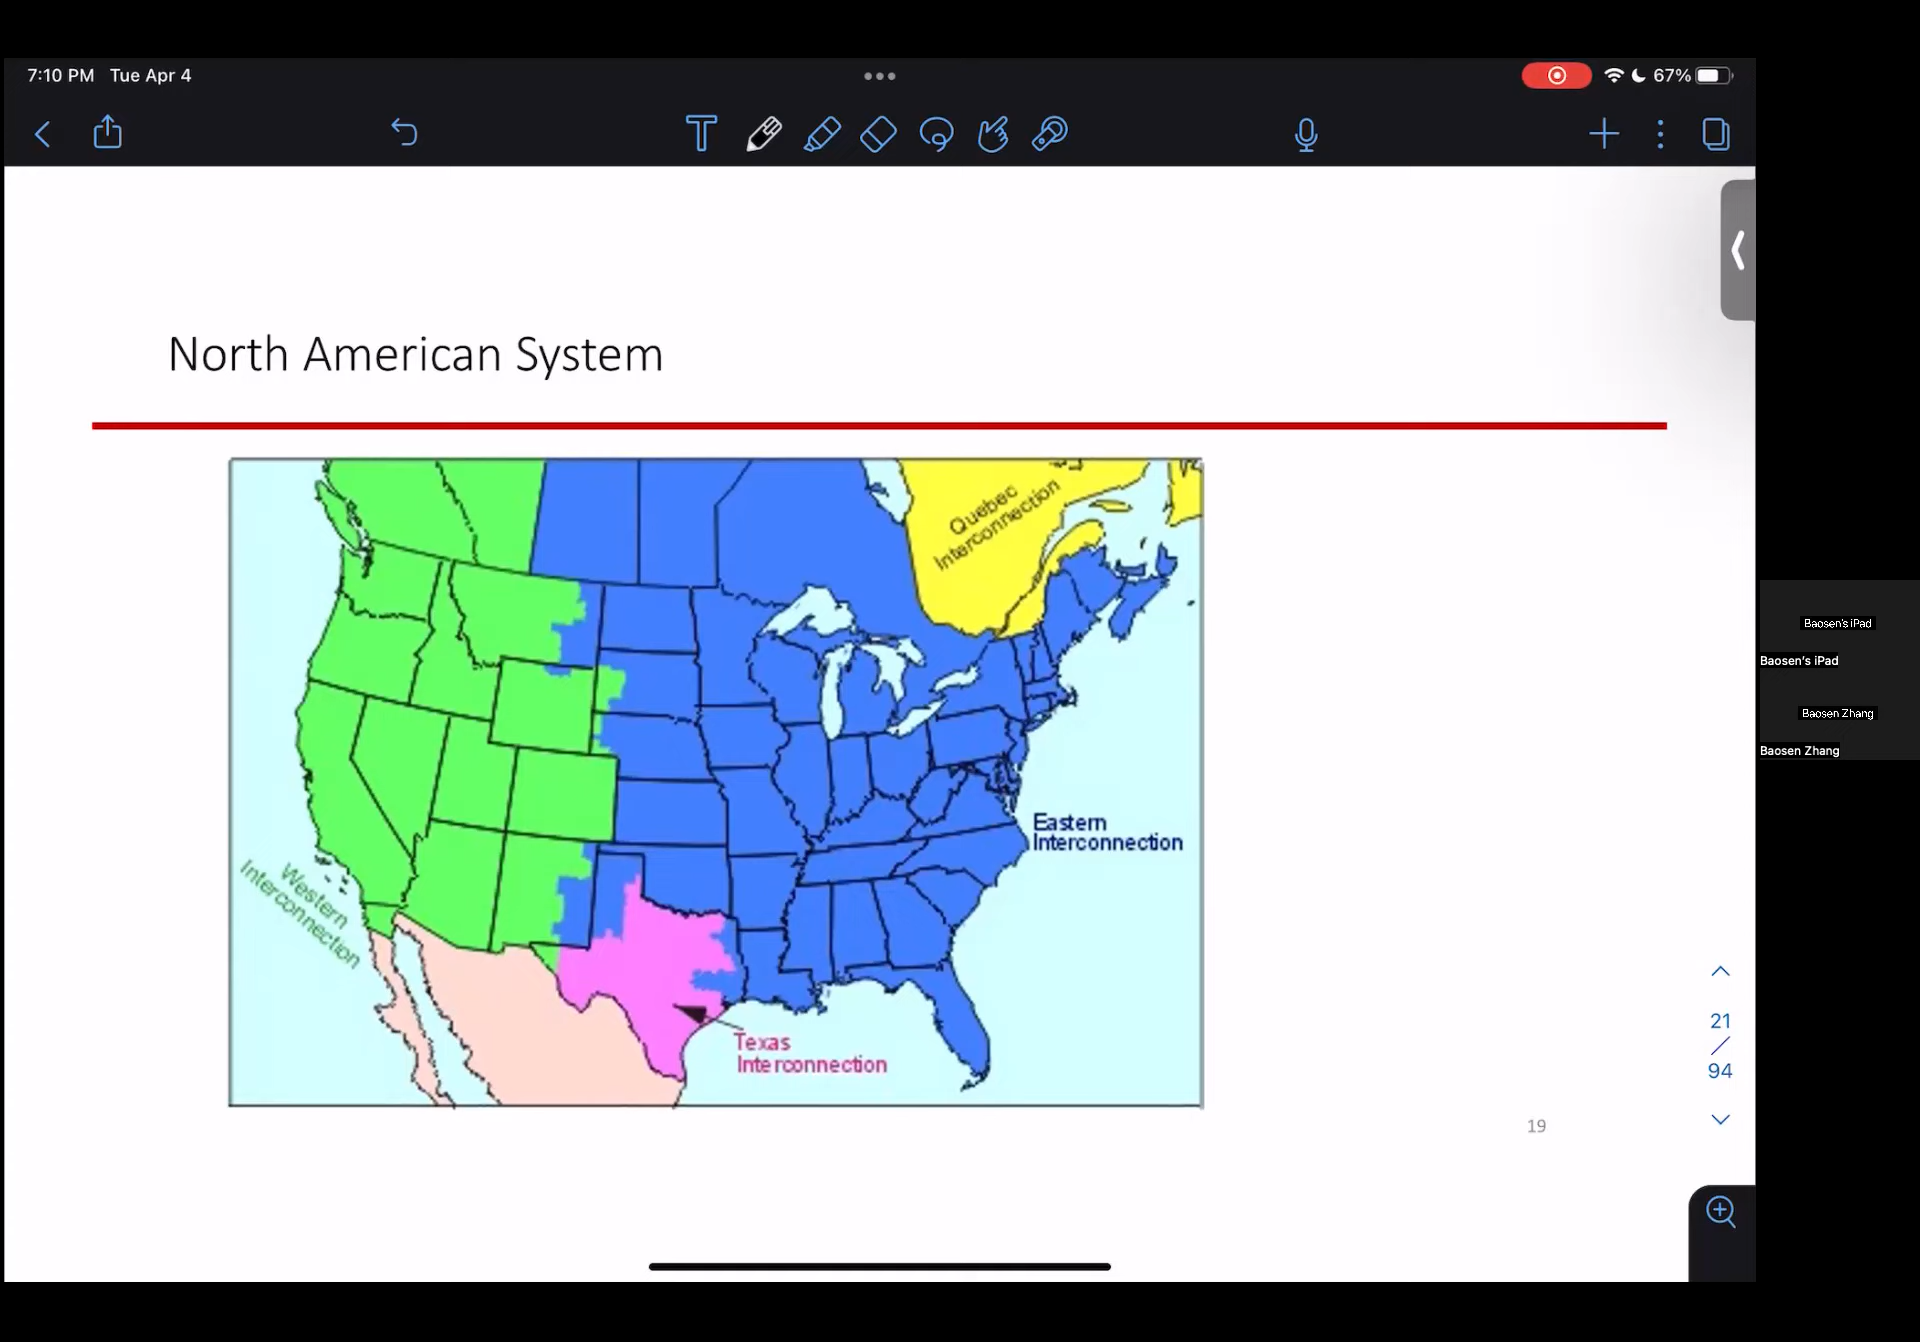 7:10 PM Tue Apr 4
67%
North American System
Quebec
Interconnection
Eastern
Interconnection
Western
Interconnection
Texas
Interconnection
21
94
19
Baosen's iPad
Baosen's iPad
Baosen Zhang
Baosen Zhang